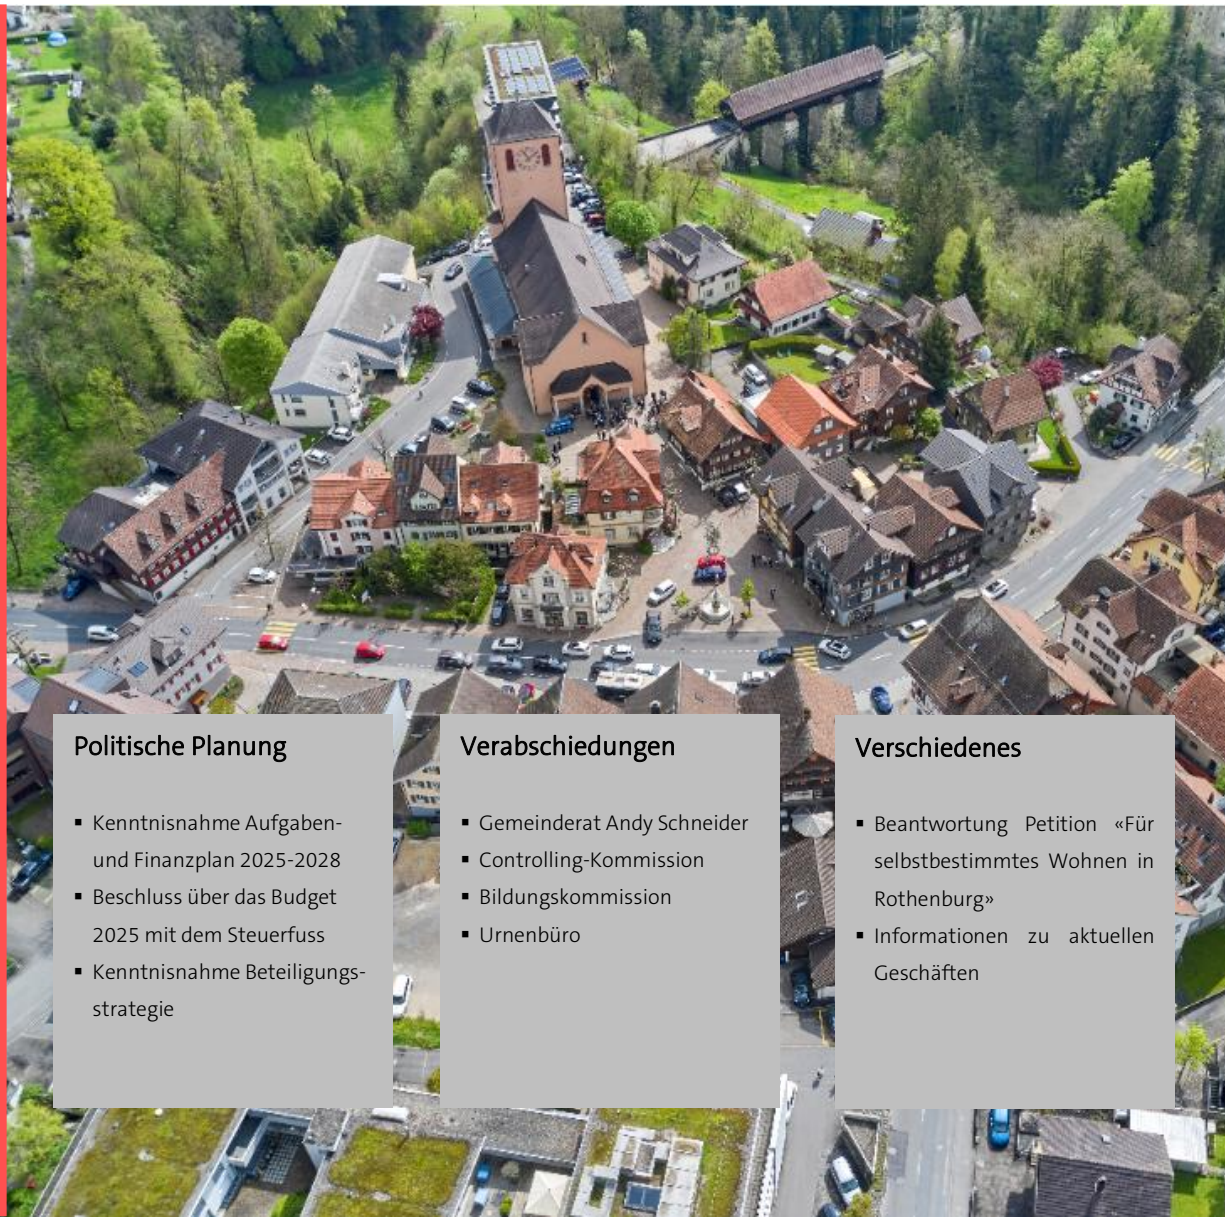 Politische Planung
▪ Kenntnisnahme Aufgaben-
und Finanzplan 2025-2028
▪ Beschluss über das Budget
2025 mit dem Steuerfuss
▪ Kenntnisnahme Beteiligungs-
strategie
Verabschiedungen
▪ Gemeinderat Andy Schneider
▪ Controlling-Kommission
▪ Bildungskommission
▪ Urnenbüro
Verschiedenes
▪ Beantwortung Petition «Für
selbstbestimmtes Wohnen in
Rothenburg»
▪ Informationen zu aktuellen
Geschäften